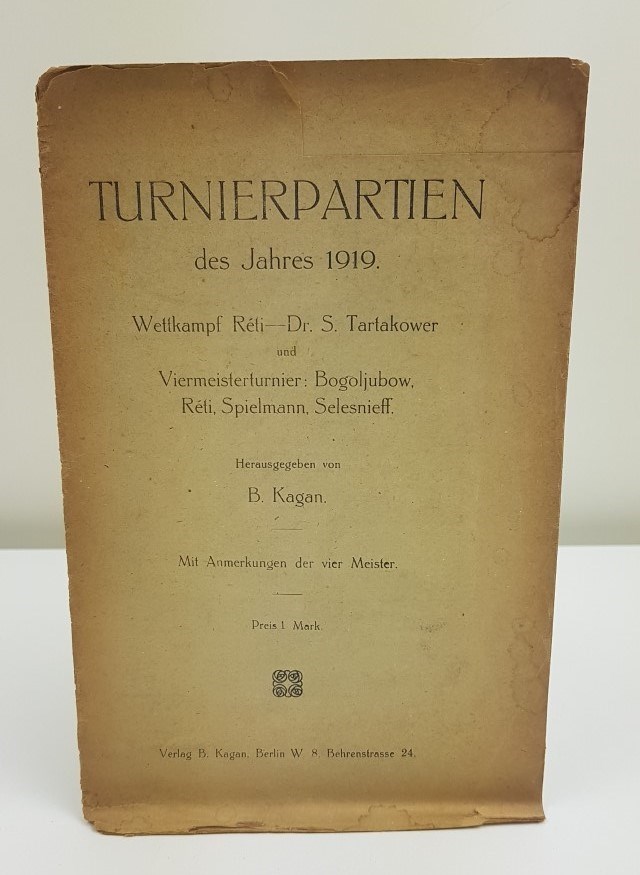 TURNIERPARTIEN
des Jahres 1919.
Wettkampf Réti—Dr. S. Tartakower
und
Viermeisterturnier: Bogoljubow,
Réti, Spielmann, Selesnieff.
Herausgegeben von
B. Kagan.
Mit Anmerkungen der vier Meister.
Preis 1 Mark.
Verlag B. Kagan, Berlin W 8, Behrenstrasse 24.